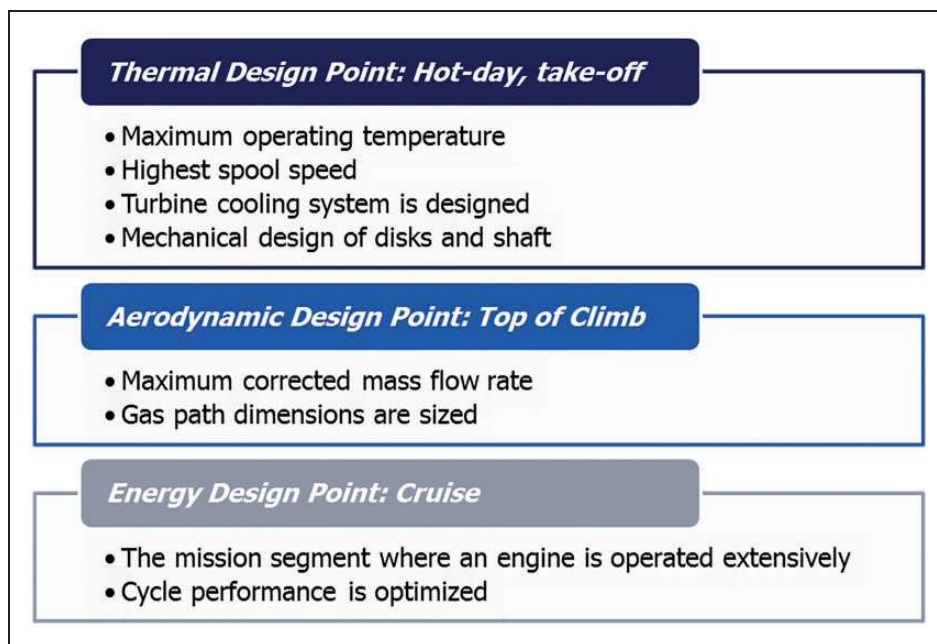 Thermal Design Point: Hot-day, take-off
• Maximum operating temperature
• Highest spool speed
• Turbine cooling system is designed
• Mechanical design of disks and shaft
Aerodynamic Design Point: Top of Climb
• Maximum corrected mass flow rate
• Gas path dimensions are sized
Energy Design Point: Cruise
• The mission segment where an engine is operated extensively
• Cycle performance is optimized